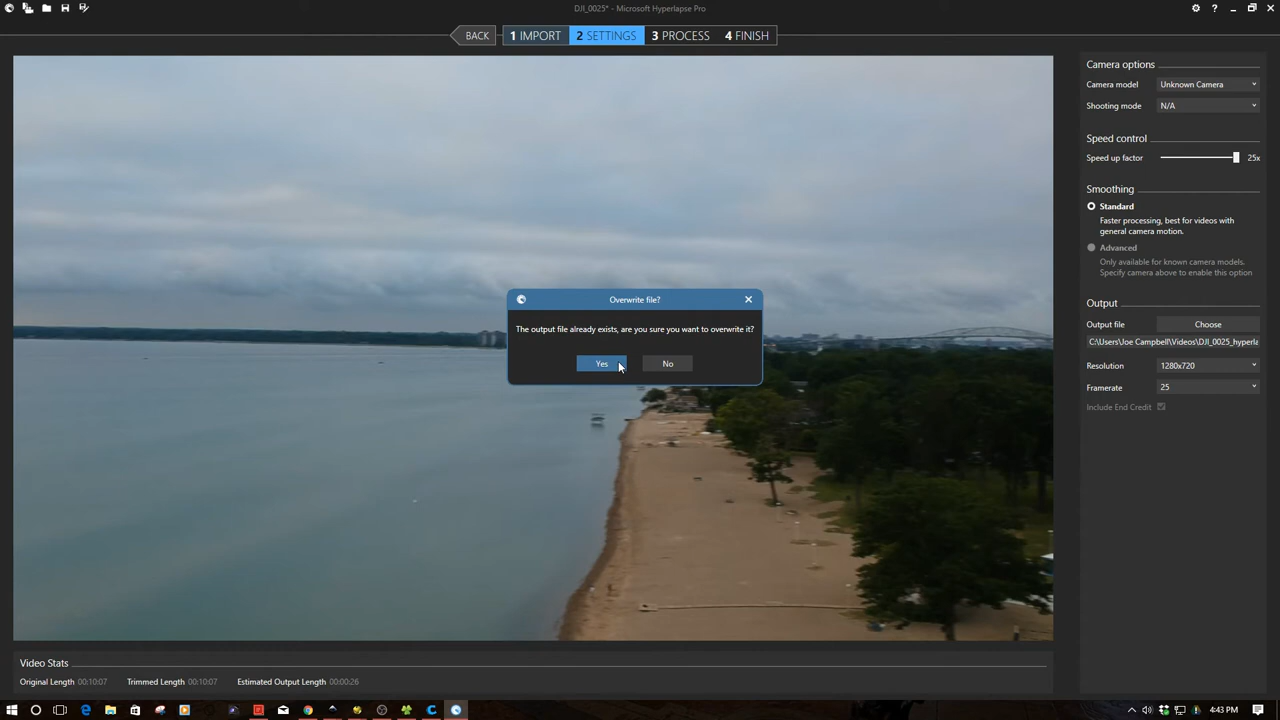 DJI_0025* - Microsoft Hyperlapse Pro
BACK
1 IMPORT
2 SETTINGS
3 PROCESS
4 FINISH
Camera options
Camera model
Unknown Camera
Shooting mode
N/A
Speed control
Speed up factor
25x
Smoothing
Standard
Faster processing, best for videos with
general camera motion.
Advanced
Only available for known camera models.
Specify camera above to enable this option
Output
Output file
Choose
C:\Users\Joe Campbell\Videos\DJI_0025_hyperla
Resolution
1280x720
Framerate
25
Include End Credit
Overwrite file?
The output file already exists, are you sure you want to overwrite it?
Yes
No
Video Stats
Original Length 00:10:07
Trimmed Length 00:10:07
Estimated Output Length 00:00:26
4:43 PM